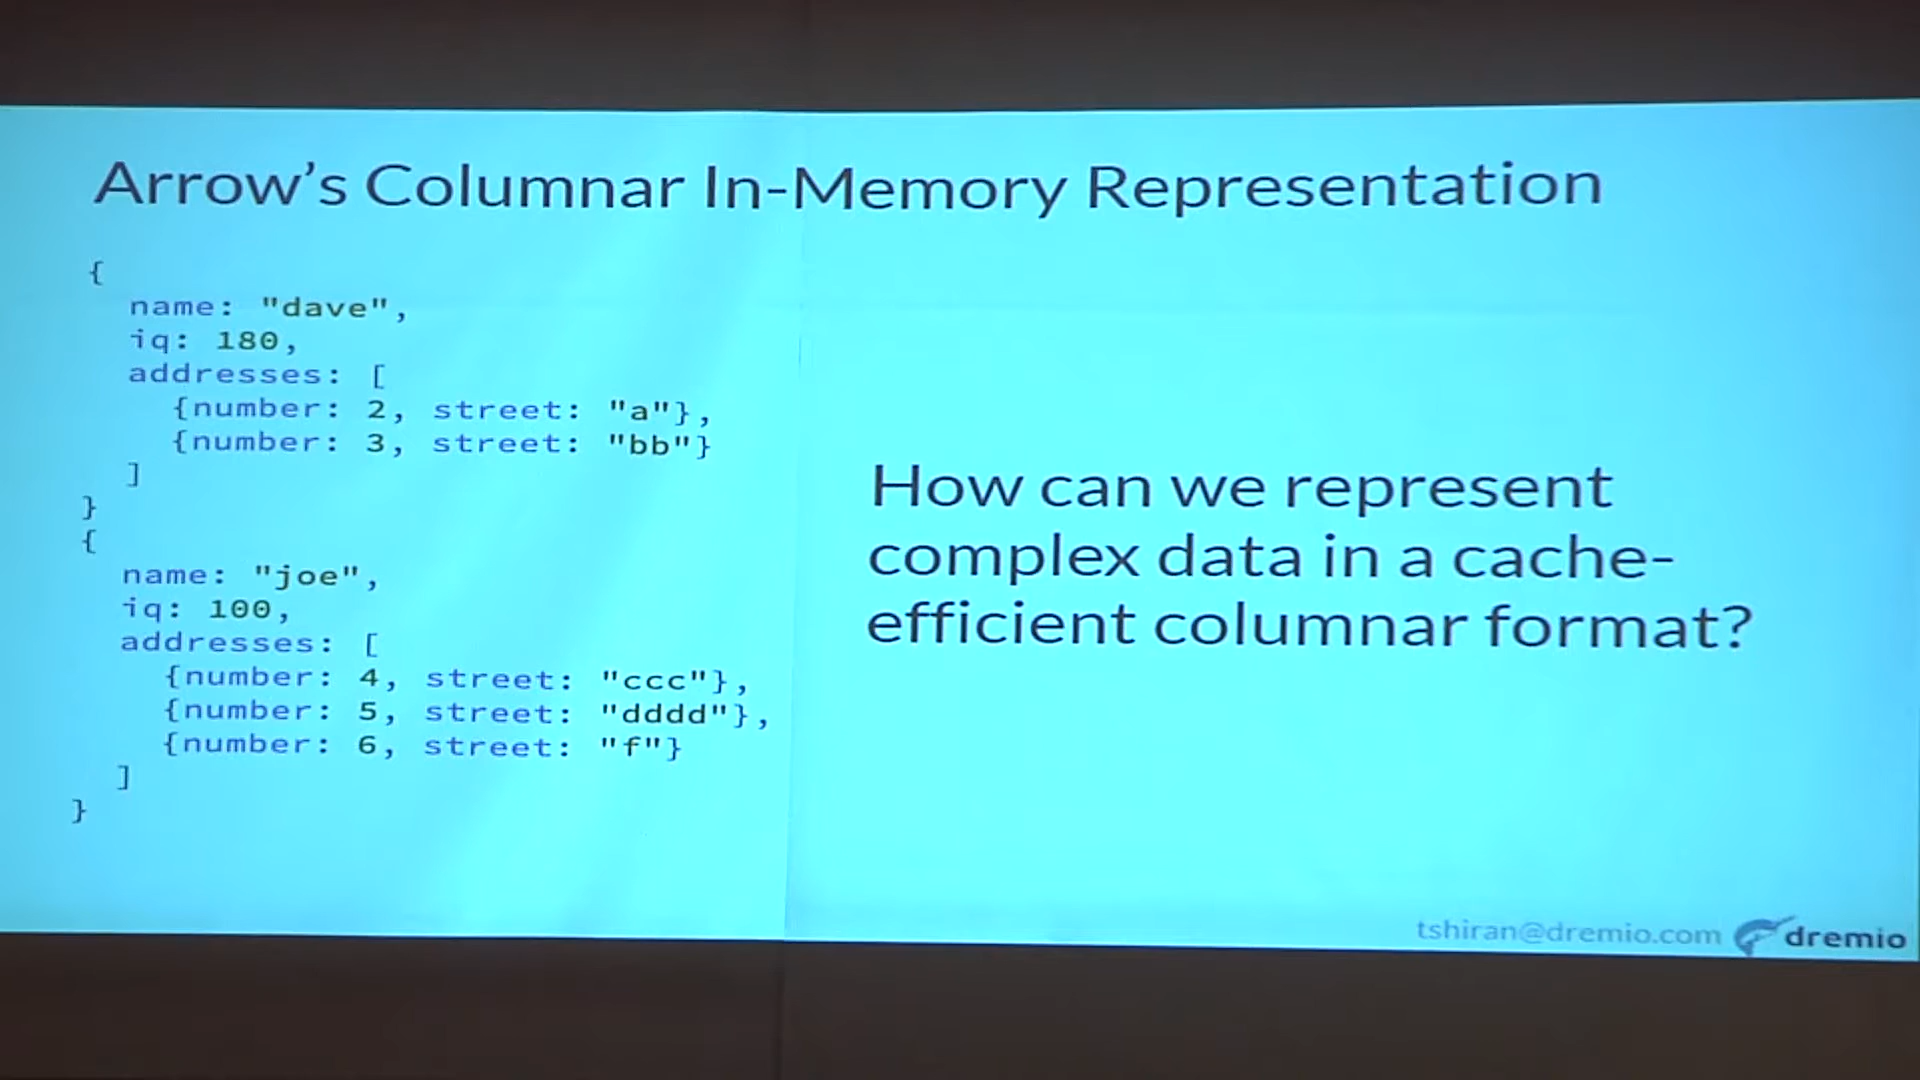 Arrow's Columnar In-Memory Representation
{
name: "dave",
iq: 180,
addresses: [
{number: 2, street: "a"},
{number: 3, street: "bb"}
]
}
{
name: "joe",
iq: 100,
addresses: [
{number: 4, street: "ccc"},
{number: 5, street: "dddd"},
{number: 6, street: "f"}
]
}
How can we represent
complex data in a cache-
efficient columnar format?
tshiran@dremio.com dremio